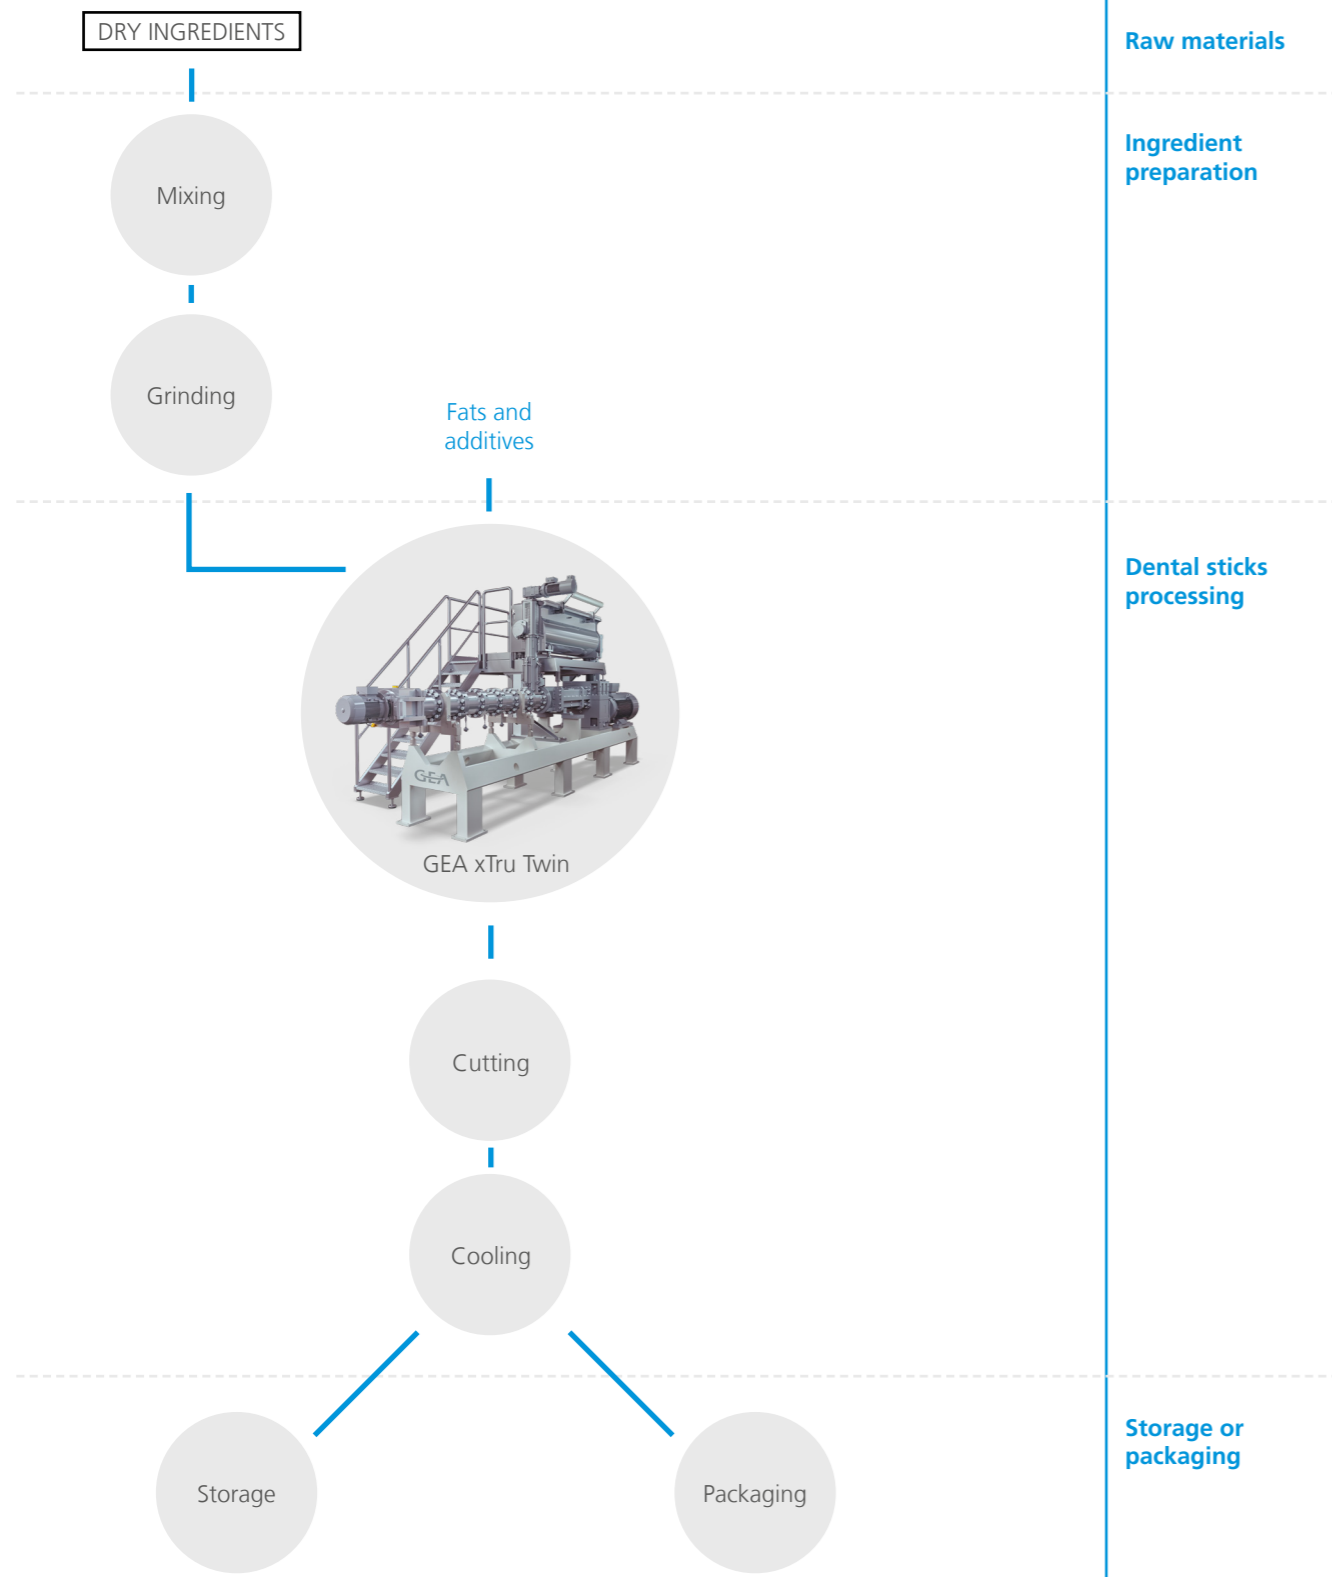 DRY INGREDIENTS
Raw materials
Ingredient
preparation
Mixing
Grinding
Fats and
additives
Dental sticks
processing
GEA
GEA xTru Twin
Cutting
Cooling
Storage or
packaging
Storage
Packaging